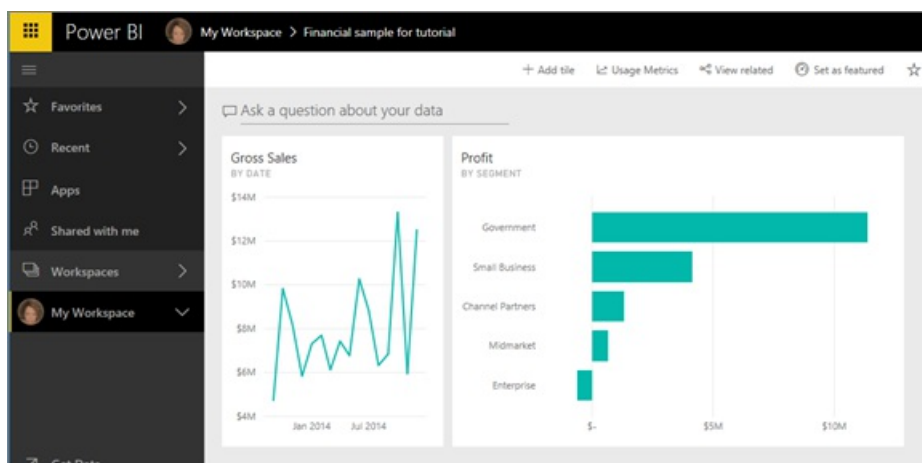 Power BI
My Workspace > Financial sample for tutorial
+ Add tile
Usage Metrics
View related
Set as featured
Favorites
Recent
Apps
Shared with me
Workspaces
My Workspace
Ask a question about your data
Gross Sales
BY DATE
$14M
$12M
$10M
$8M
$6M
$4M
Jan 2014 Jul 2014
Profit
BY SEGMENT
Government
Small Business
Channel Partners
Midmarket
Enterprise
$- $5M $10M